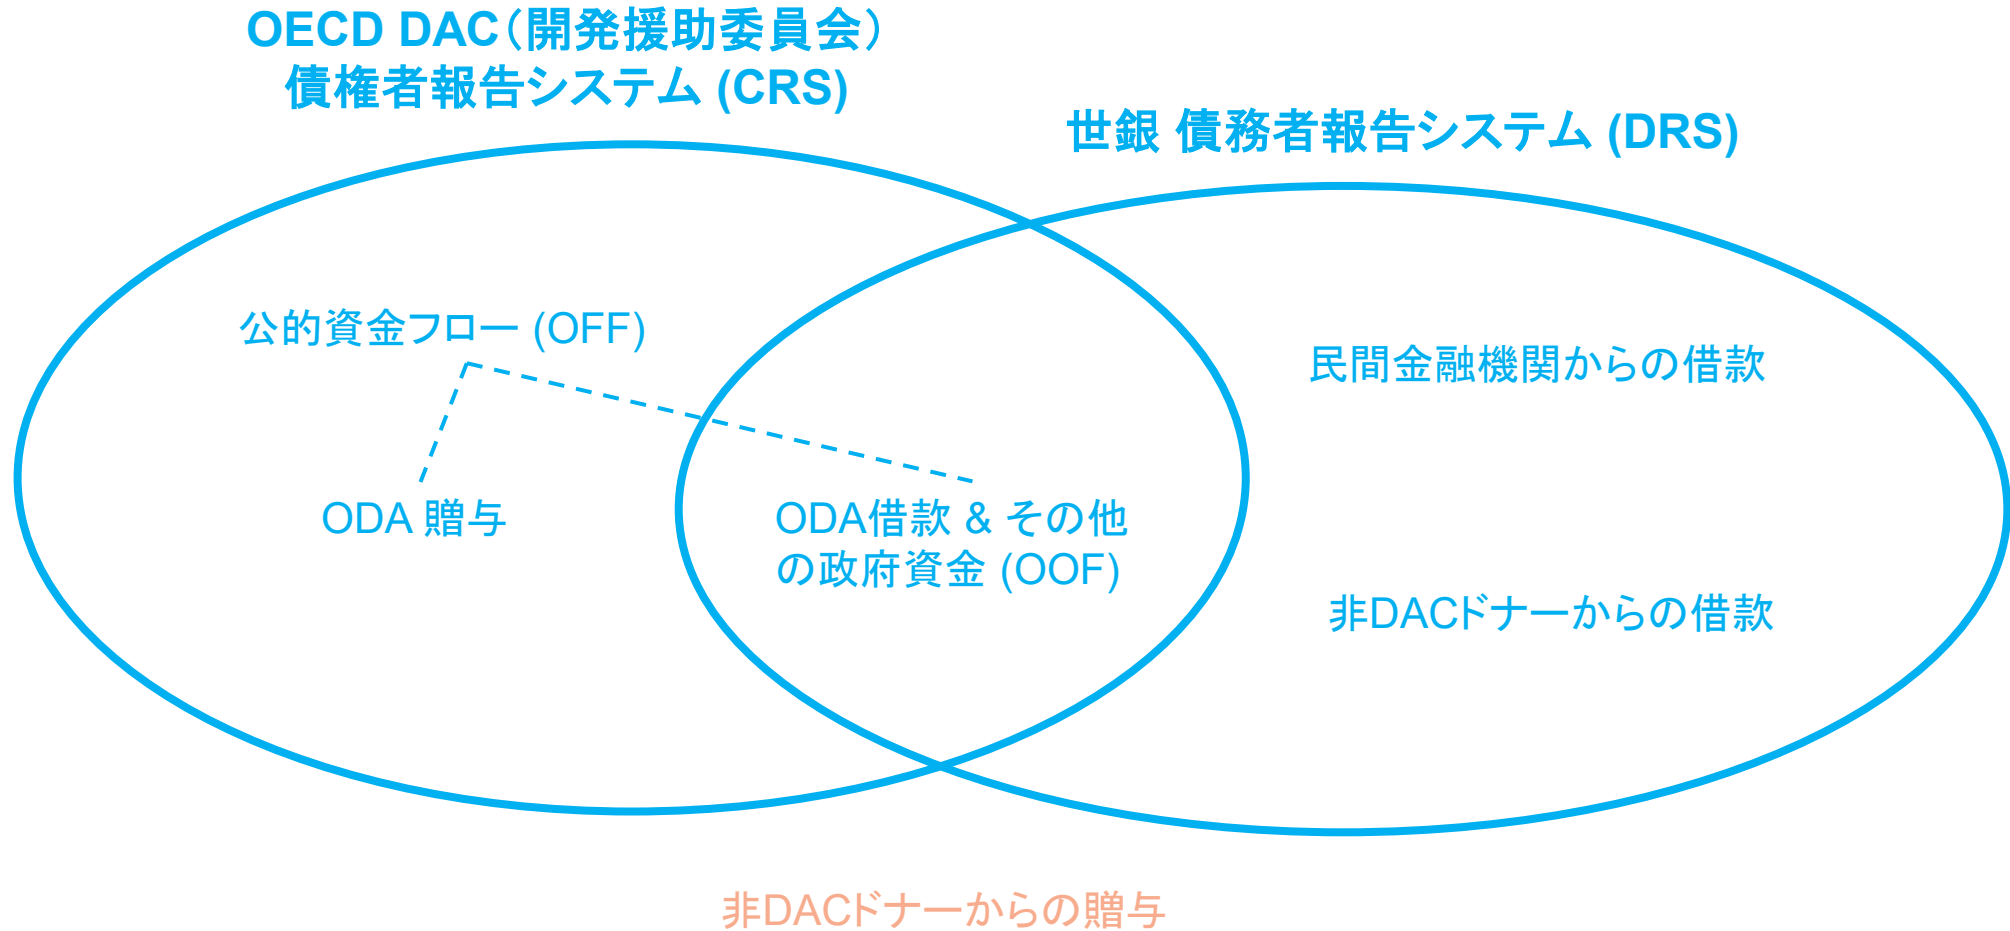 OECD DAC（開発援助委員会）
債権者報告システム (CRS)
世銀 債務者報告システム (DRS)
公的資金フロー (OFF)
民間金融機関からの借款
ODA 贈与
ODA借款 & その他
の政府資金 (OOF)
非DACドナーからの借款
非DACドナーからの贈与